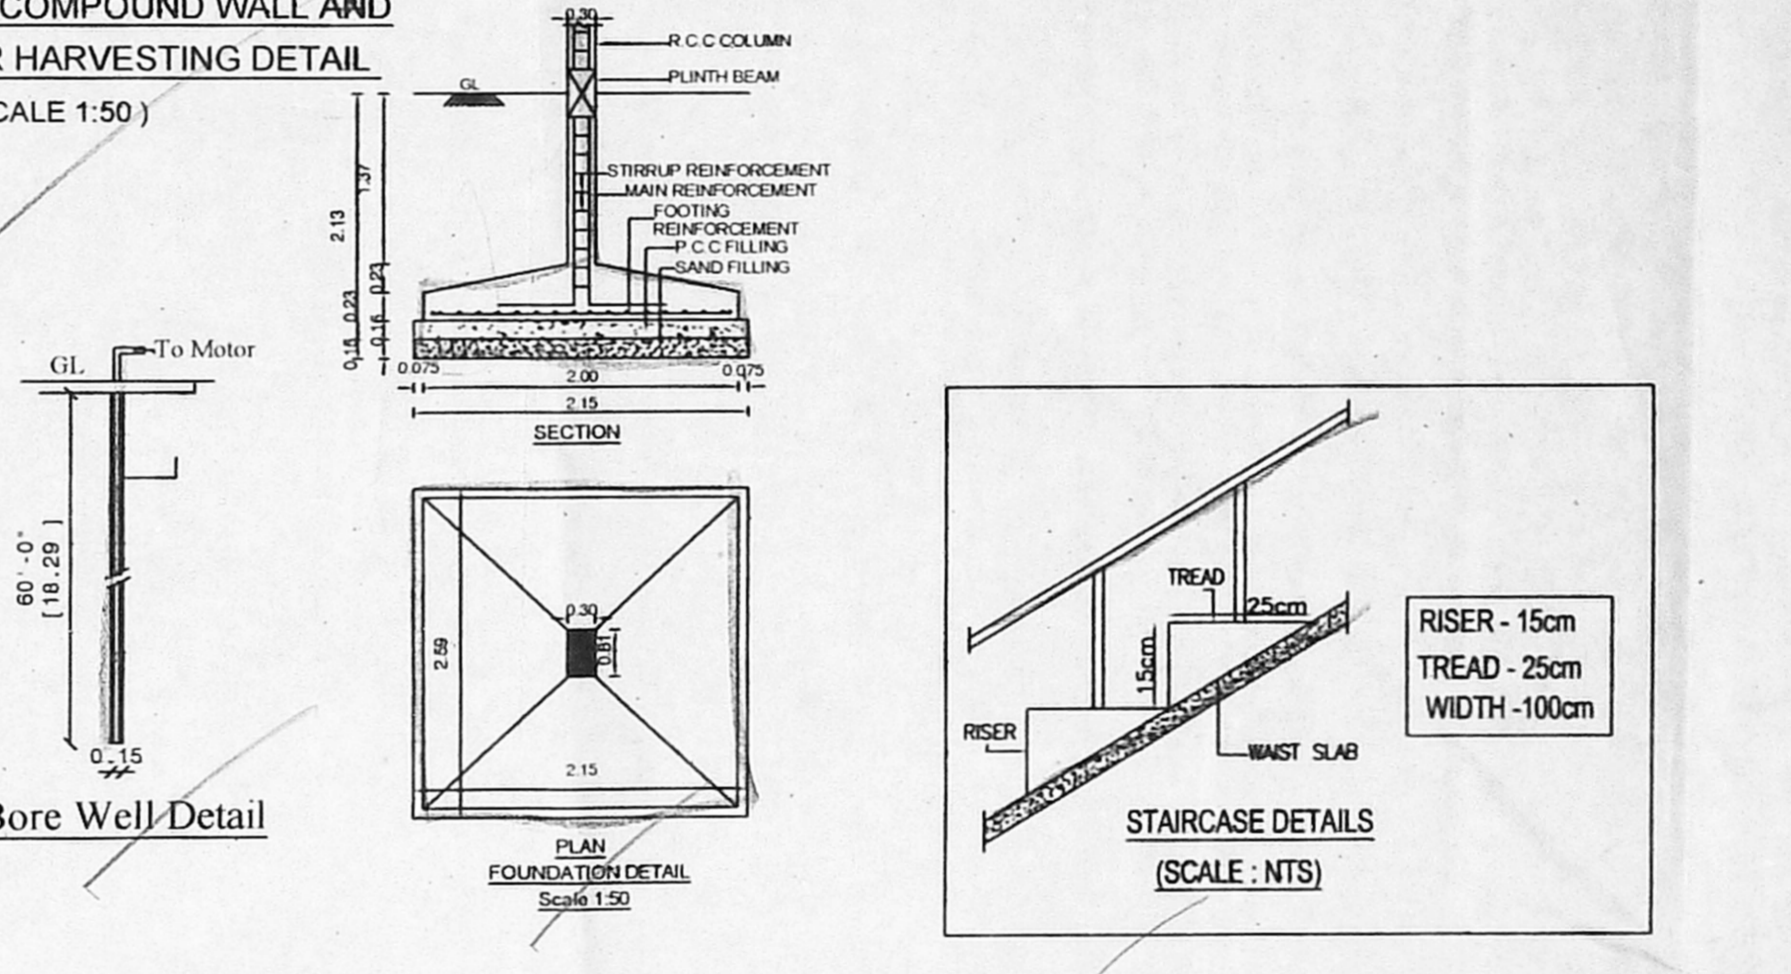 COMPOUND WALL AND
HARVESTING DETAIL
SCALE 1:50 )
0.30
R.C.C COLUMN
PLINTH BEAM
GL
STIRRUP REINFORCEMENT
MAIN REINFORCEMENT
FOOTING
REINFORCEMENT
P.C.C FILLING
SAND FILLING
1.37
2.13
0.23
0.23
0.16
0.15
0.075
2.00
0.075
2.15
SECTION
GL
To Motor
60'-0"
[18.29 ]
0.15
Bore Well Detail
0.30
2.59
2.15
PLAN
FOUNDATION DETAIL
Scale 1:50
TREAD
25cm
15cm
RISER
WAIST SLAB
RISER - 15cm
TREAD - 25cm
WIDTH -100cm
STAIRCASE DETAILS
(SCALE : NTS)